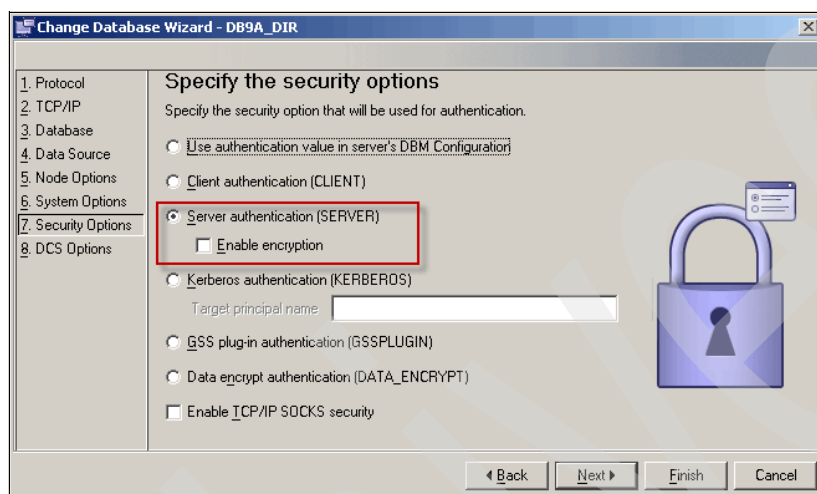 Change Database Wizard - DB9A_DIR
1. Protocol
2. TCP/IP
3. Database
4. Data Source
5. Node Options
6. System Options
7. Security Options
8. DCS Options
Specify the security options
Specify the security option that will be used for authentication.
Use authentication value in server's DBM Configuration
Client authentication (CLIENT)
Server authentication (SERVER)
Enable encryption
Kerberos authentication (KERBEROS)
Target principal name
GSS plug-in authentication (GSSPLUGIN)
Data encrypt authentication (DATA_ENCRYPT)
Enable TCP/IP SOCKS security
Back
Next
Finish
Cancel